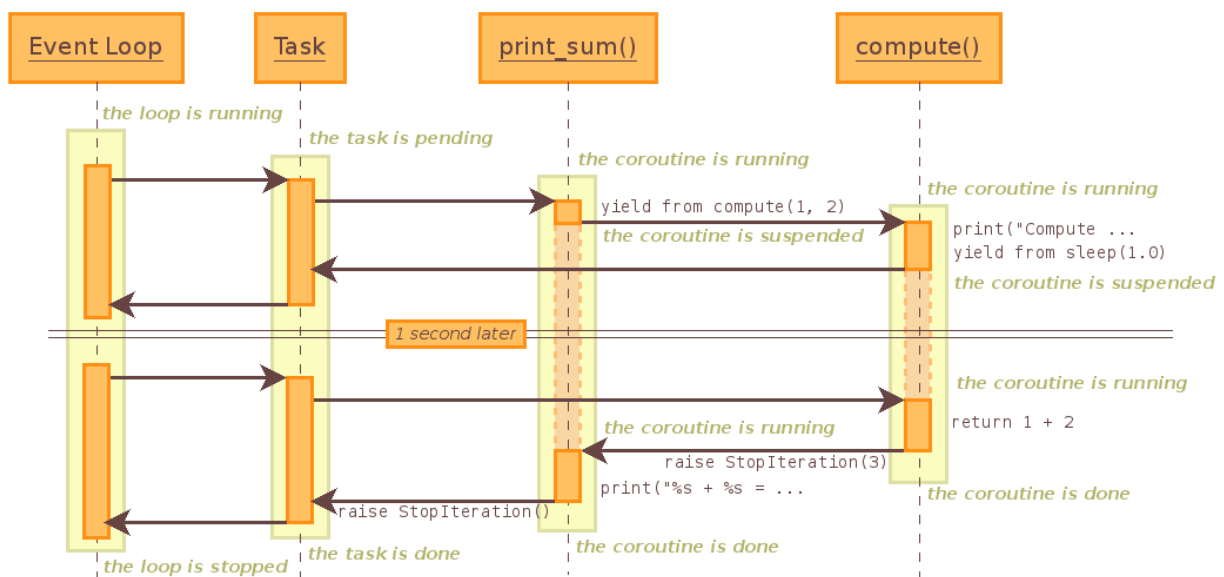 Event Loop
Task
print_sum()
compute()
the loop is running
the task is pending
the coroutine is running
the coroutine is running
yield from compute(1, 2)
print("Compute ...
the coroutine is suspended
yield from sleep(1.0)
the coroutine is suspended
1 second later
the coroutine is running
return 1 + 2
the coroutine is running
raise StopIteration(3)
print("%s + %s = ...
the coroutine is done
raise StopIteration()
the coroutine is done
the task is done
the loop is stopped